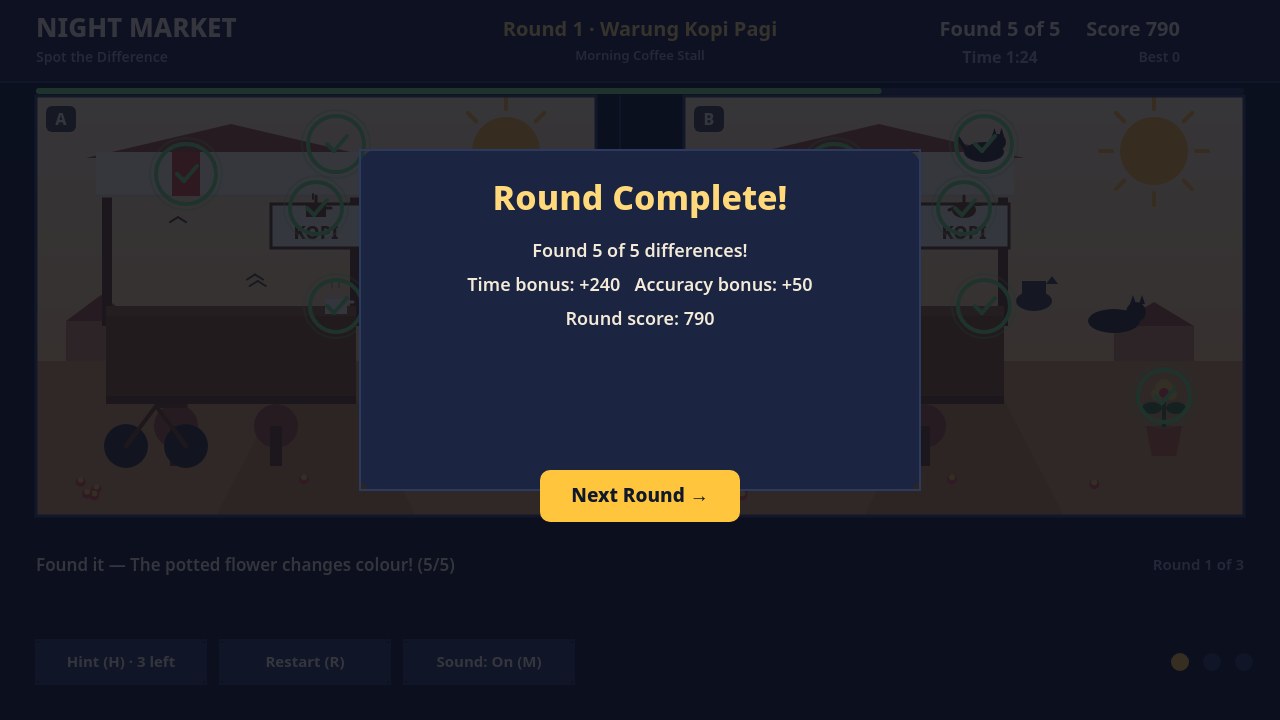 NIGHT MARKET
Spot the Difference
Round 1 · Warung Kopi Pagi
Morning Coffee Stall
Found 5 of 5
Score 790
Time 1:24
Best 0
A
B
KOPI
KOPI
Round Complete!
Found 5 of 5 differences!
Time bonus: +240 Accuracy bonus: +50
Round score: 790
Next Round →
Found it — The potted flower changes colour! (5/5)
Round 1 of 3
Hint (H) · 3 left
Restart (R)
Sound: On (M)